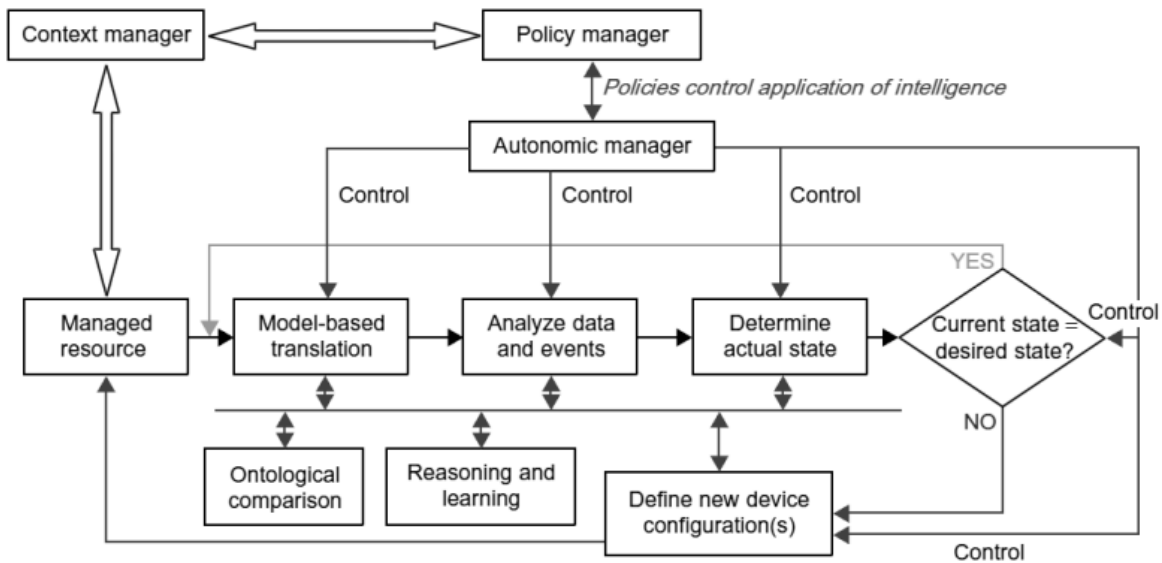 Context manager
Policy manager
Policies control application of intelligence
Autonomic manager
Control
Control
Control
YES
Managed
resource
Model-based
translation
Analyze data
and events
Determine
actual state
Current state =
desired state?
Control
NO
Ontological
comparison
Reasoning and
learning
Define new device
configuration(s)
Control